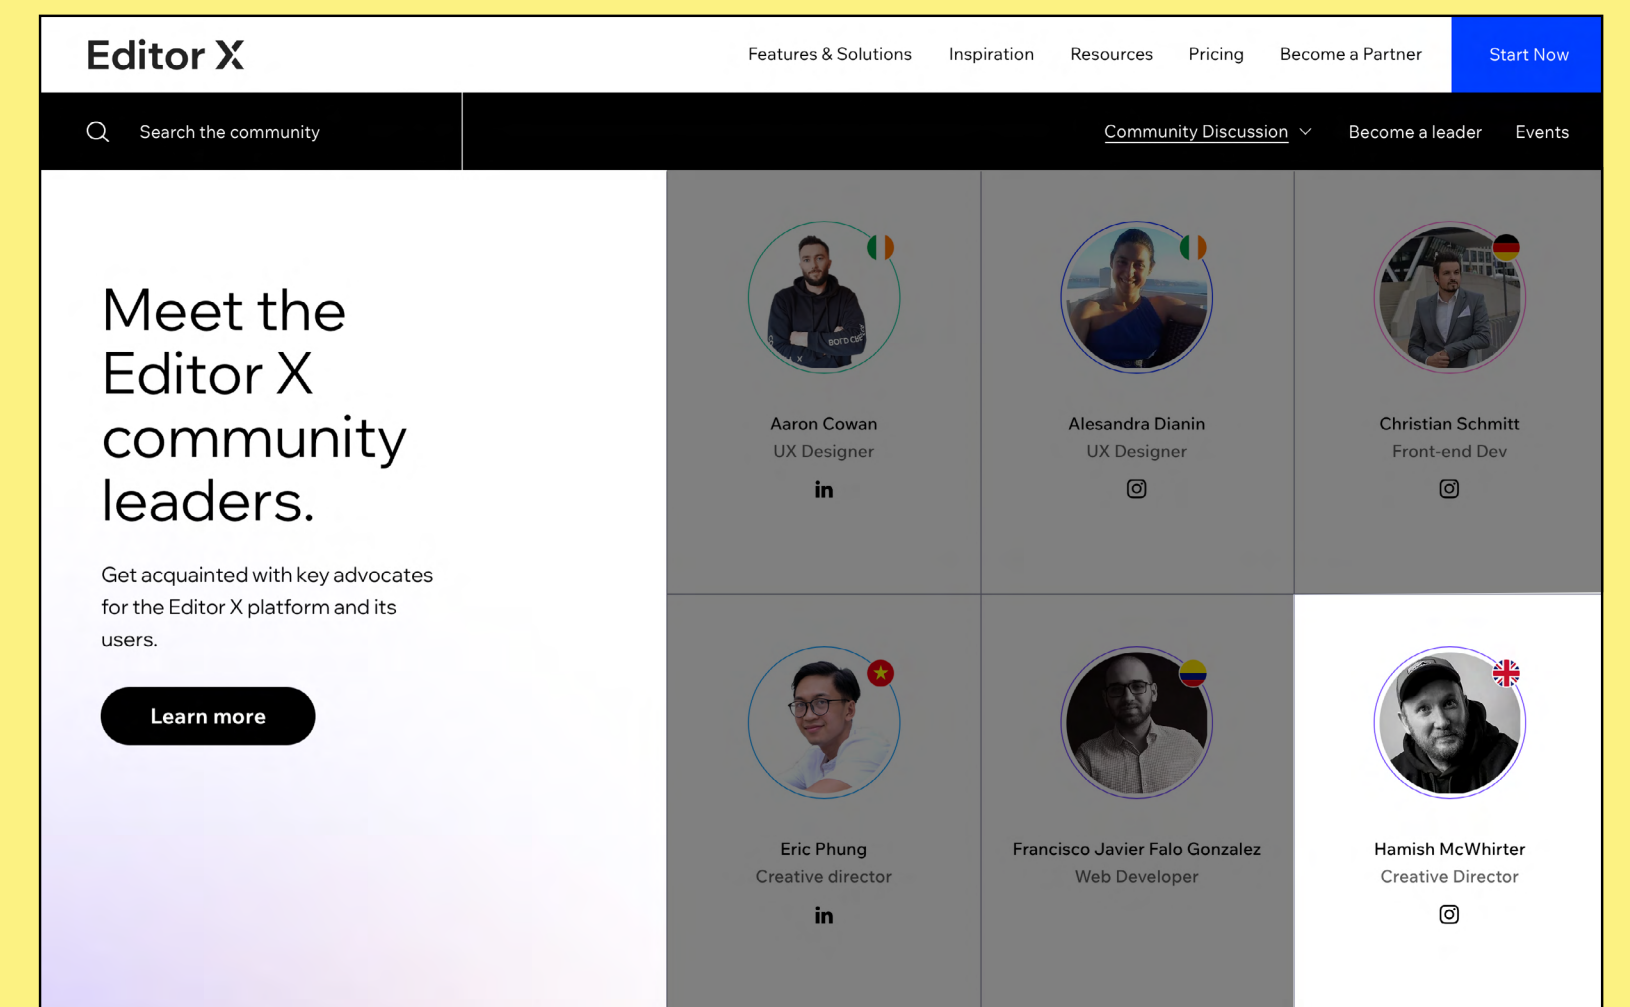 Editor X
Features & Solutions
Inspiration
Resources
Pricing
Become a Partner
Start Now
Search the community
Community Discussion
Become a leader
Events
Meet the
Editor X
community
leaders.
Get acquainted with key advocates
for the Editor X platform and its
users.
Learn more
Aaron Cowan
UX Designer
in
Alesandra Dianin
UX Designer
Christian Schmitt
Front-end Dev
Eric Phung
Creative director
in
Francisco Javier Falo Gonzalez
Web Developer
Hamish McWhirter
Creative Director